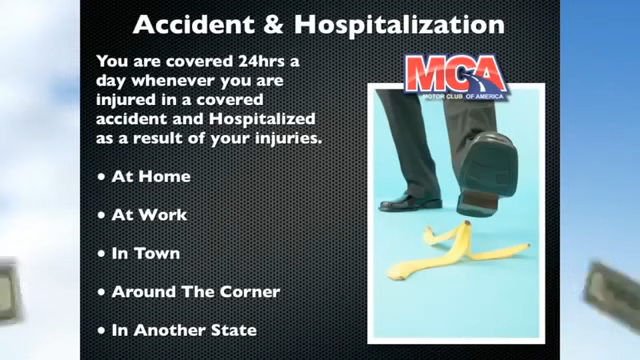 Accident & Hospitalization
You are covered 24hrs a
day whenever you are
injured in a covered
accident and Hospitalized
as a result of your injuries.
• At Home
• At Work
• In Town
• Around The Corner
• In Another State
MCA
MOTOR CLUB OF AMERICA